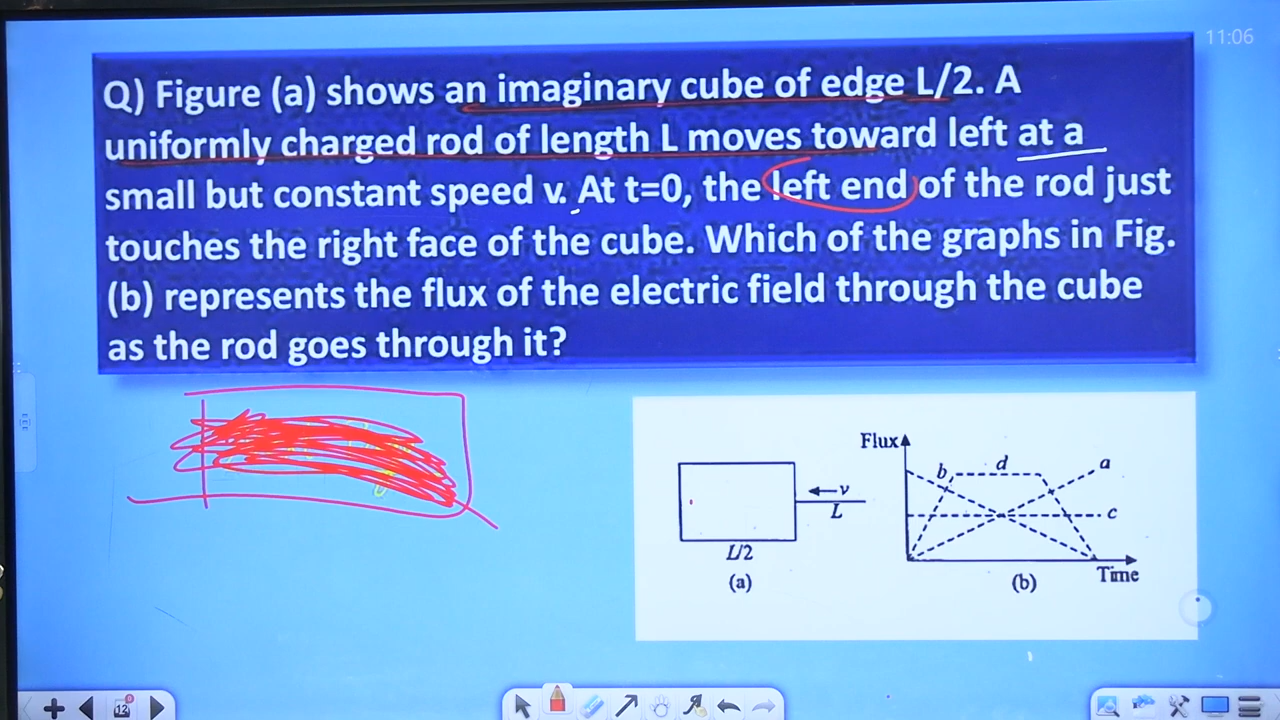 11:06
Q) Figure (a) shows an imaginary cube of edge L/2. A
uniformly charged rod of length L moves toward left at a
small but constant speed v. At t=0, the left end of the rod just
touches the right face of the cube. Which of the graphs in Fig.
(b) represents the flux of the electric field through the cube
as the rod goes through it?
Flux
b d a
v
L
c
L/2
Time
(a)
(b)
12